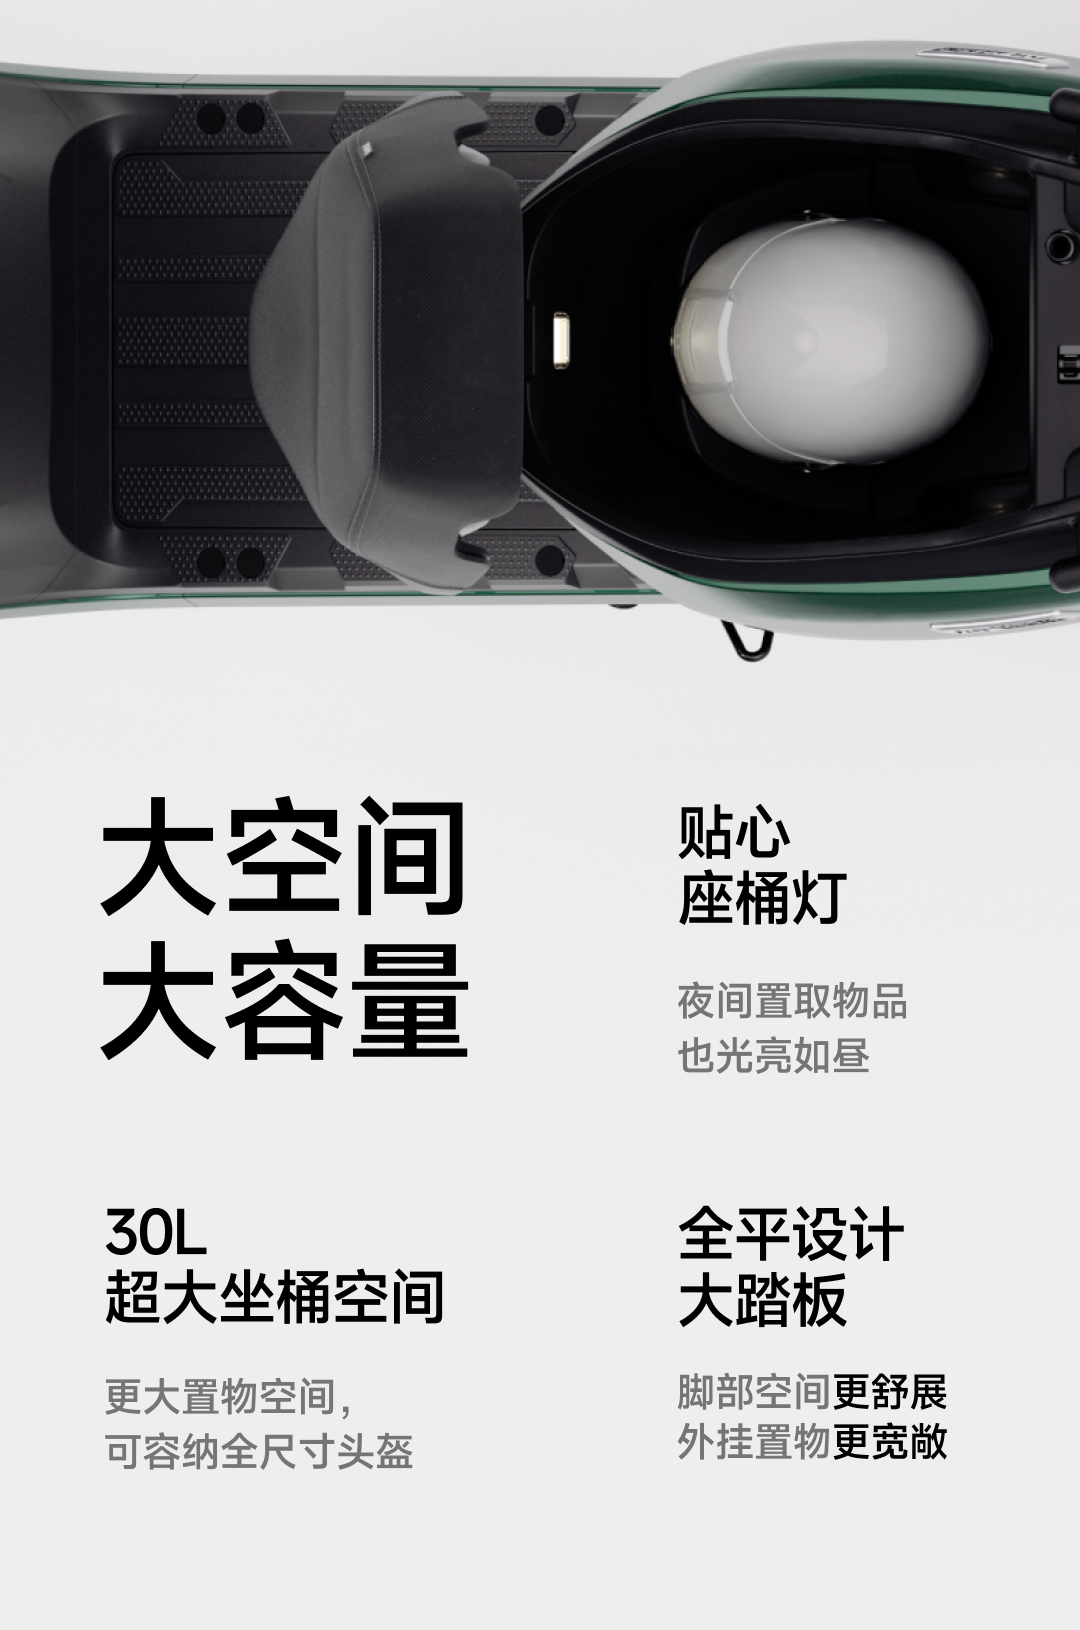 大空间
大容量
贴心
座桶灯
夜间置取物品
也光亮如昼
30L
超大坐桶空间
更大置物空间，
可容纳全尺寸头盔
全平设计
大踏板
脚部空间更舒展
外挂置物更宽敞